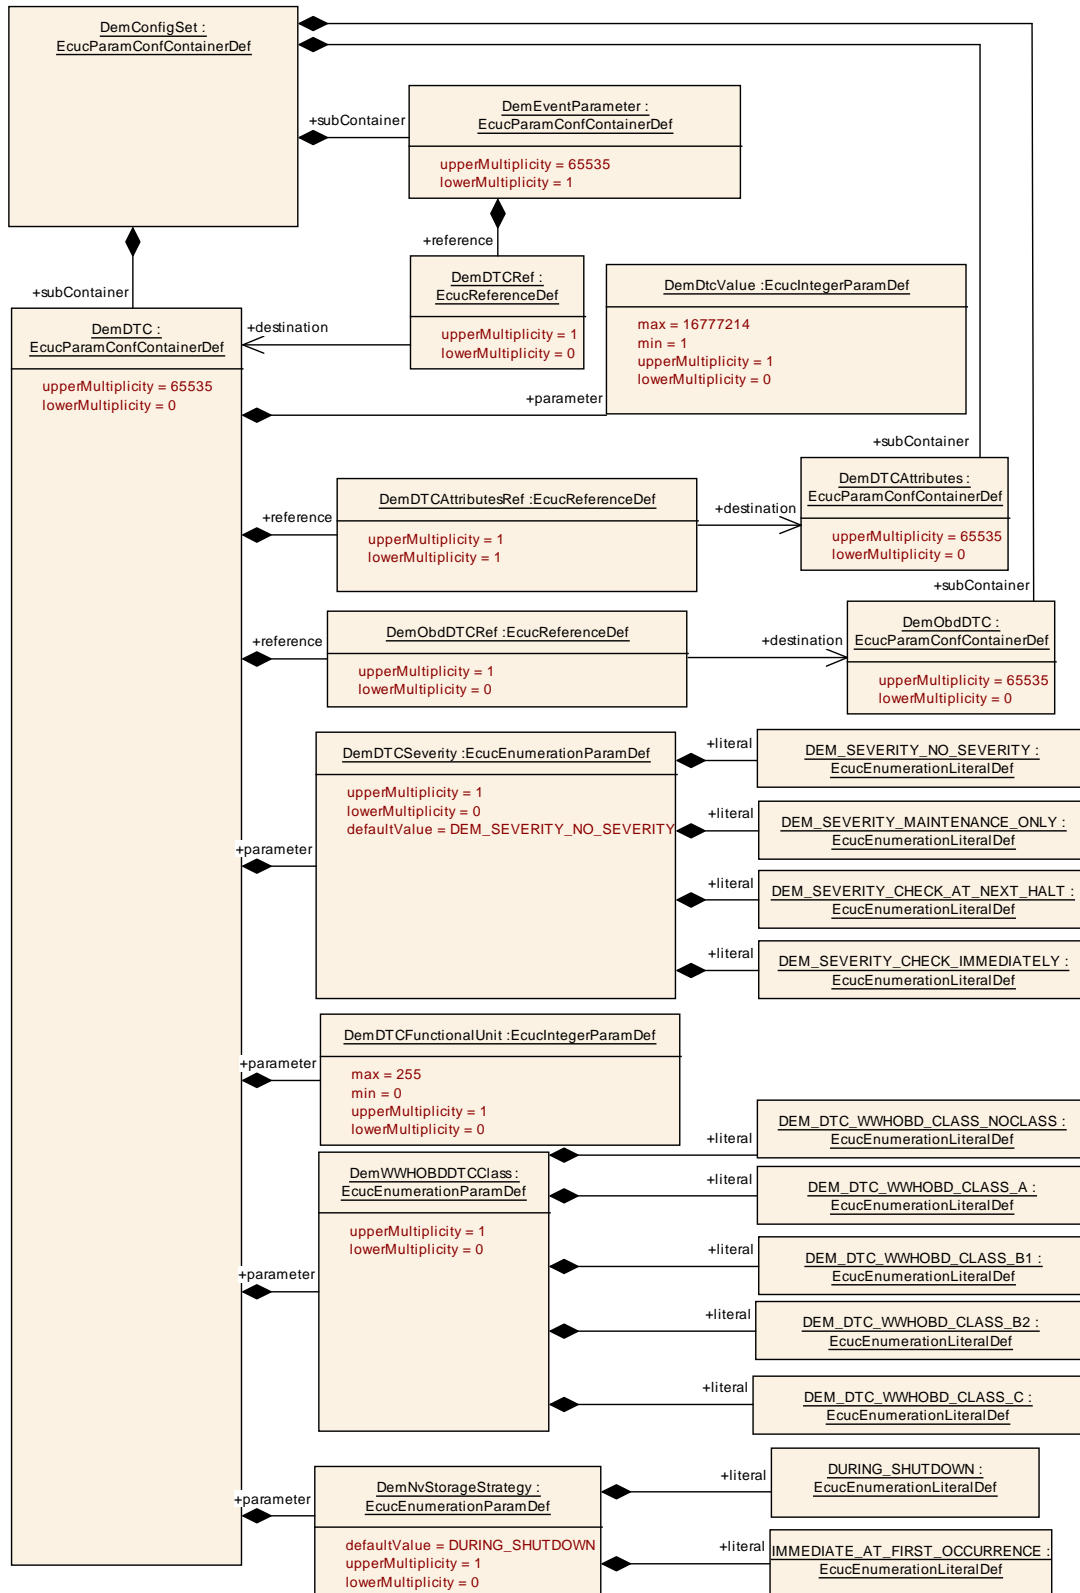 DemConfigSet :
EcucParamConfContainerDef
+subContainer
DemEventParameter :
EcucParamConfContainerDef
upperMultiplicity = 65535
lowerMultiplicity = 1
+reference
DemDTCRef :
EcucReferenceDef
upperMultiplicity = 1
lowerMultiplicity = 0
+subContainer
+destination
DemDtcValue :EcucIntegerParamDef
max = 16777214
min = 1
upperMultiplicity = 1
lowerMultiplicity = 0
DemDTC :
EcucParamConfContainerDef
upperMultiplicity = 65535
lowerMultiplicity = 0
+parameter
+subContainer
DemDTCAttributesRef :EcucReferenceDef
upperMultiplicity = 1
lowerMultiplicity = 1
+reference
+destination
DemDTCAttributes :
EcucParamConfContainerDef
upperMultiplicity = 65535
lowerMultiplicity = 0
+subContainer
+reference
DemObdDTCRef :EcucReferenceDef
upperMultiplicity = 1
lowerMultiplicity = 0
+destination
DemObdDTC :
EcucParamConfContainerDef
upperMultiplicity = 65535
lowerMultiplicity = 0
+parameter
DemDTCSeverity :EcucEnumerationParamDef
upperMultiplicity = 1
lowerMultiplicity = 0
defaultValue = DEM_SEVERITY_NO_SEVERITY
+literal
DEM_SEVERITY_NO_SEVERITY :
EcucEnumerationLiteralDef
+literal
DEM_SEVERITY_MAINTENANCE_ONLY :
EcucEnumerationLiteralDef
+literal
DEM_SEVERITY_CHECK_AT_NEXT_HALT :
EcucEnumerationLiteralDef
+literal
DEM_SEVERITY_CHECK_IMMEDIATELY :
EcucEnumerationLiteralDef
+parameter
DemDTCFunctionalUnit :EcucIntegerParamDef
max = 255
min = 0
upperMultiplicity = 1
lowerMultiplicity = 0
+parameter
DemWWHOBDDTCClass :
EcucEnumerationParamDef
upperMultiplicity = 1
lowerMultiplicity = 0
+literal
DEM_DTC_WWHOBD_CLASS_NOCLASS :
EcucEnumerationLiteralDef
+literal
DEM_DTC_WWHOBD_CLASS_A :
EcucEnumerationLiteralDef
+literal
DEM_DTC_WWHOBD_CLASS_B1 :
EcucEnumerationLiteralDef
+literal
DEM_DTC_WWHOBD_CLASS_B2 :
EcucEnumerationLiteralDef
+literal
DEM_DTC_WWHOBD_CLASS_C :
EcucEnumerationLiteralDef
+parameter
DemNvStorageStrategy :
EcucEnumerationParamDef
defaultValue = DURING_SHUTDOWN
upperMultiplicity = 1
lowerMultiplicity = 0
+literal
DURING_SHUTDOWN :
EcucEnumerationLiteralDef
+literal
IMMEDIATE_AT_FIRST_OCCURRENCE :
EcucEnumerationLiteralDef